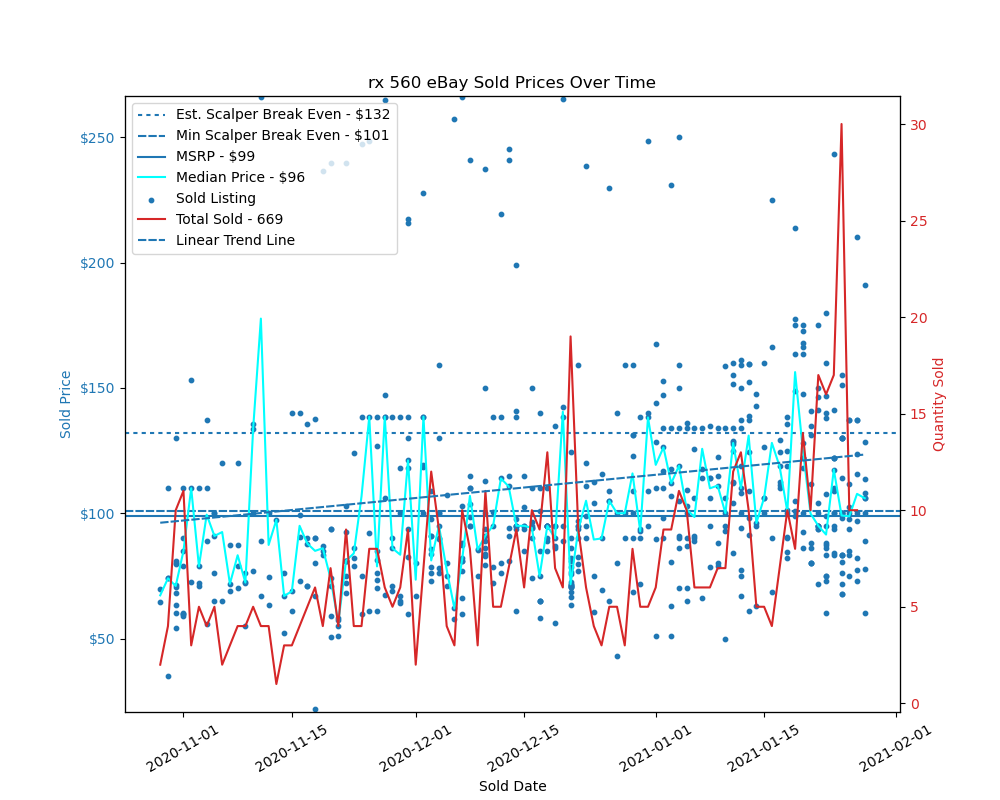 rx 560 eBay Sold Prices Over Time
Est. Scalper Break Even - $132
Min Scalper Break Even - $101
MSRP - $99
Median Price - $96
Sold Listing
Total Sold - 669
Linear Trend Line
$250
$200
$150
$100
$50
Sold Price
30
25
20
15
10
5
0
Quantity Sold
2020-11-01
2020-11-15
2020-12-01
2020-12-15
2021-01-01
2021-01-15
2021-02-01
Sold Date